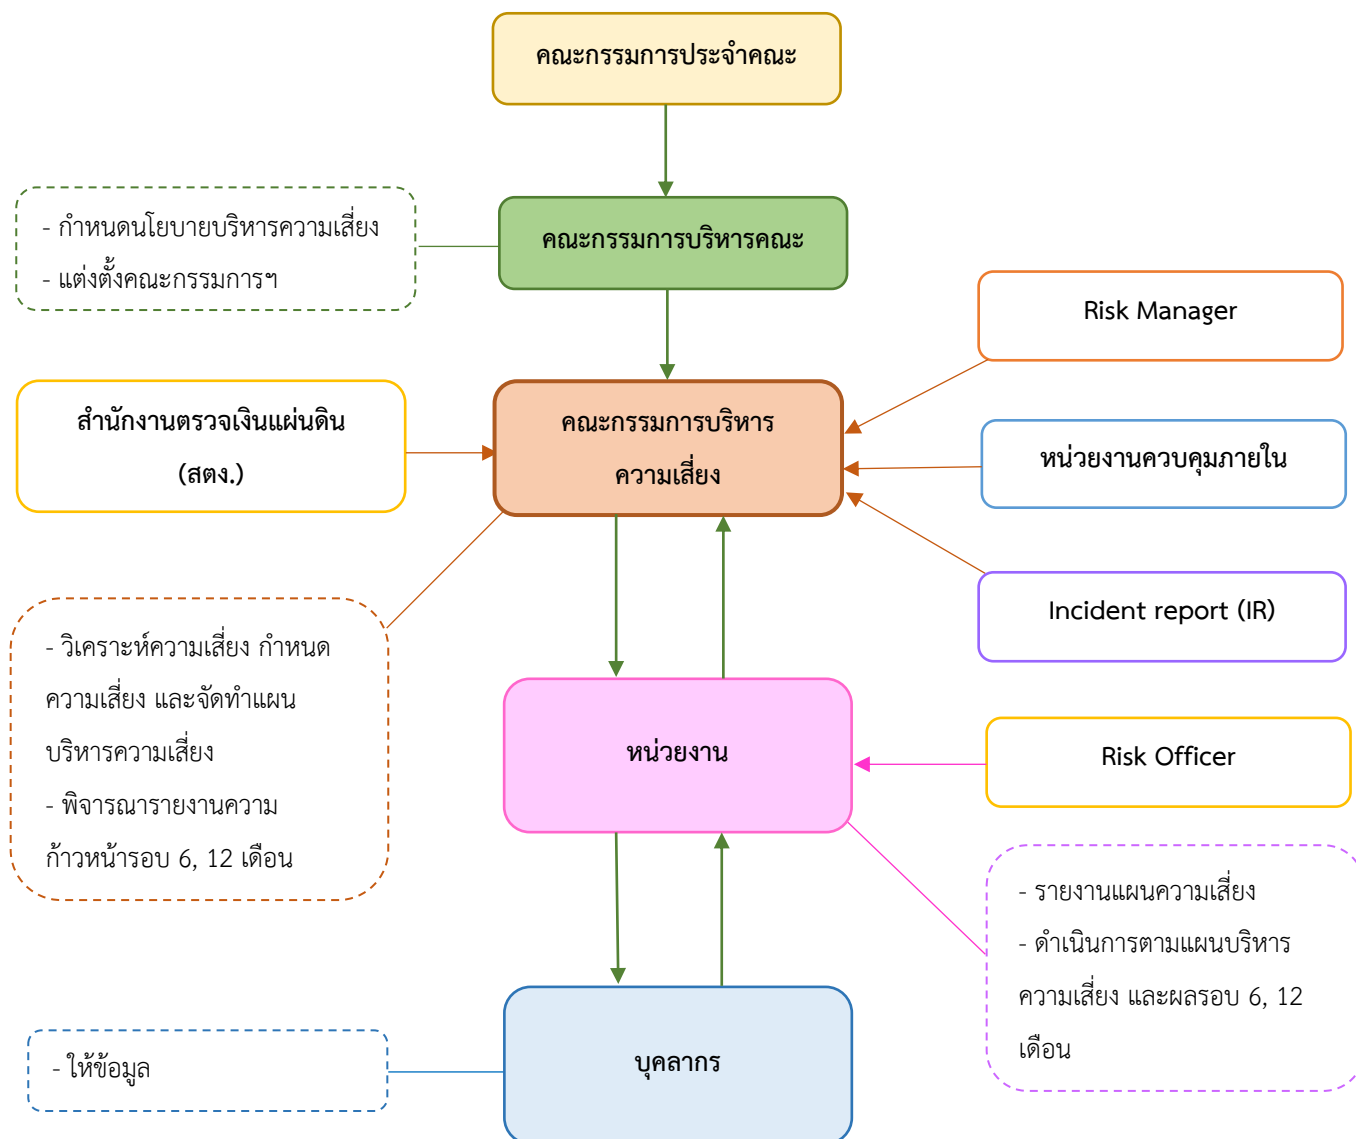 คณะกรรมการประจำคณะ
- กำหนดนโยบายบริหารความเสี่ยง
- แต่งตั้งคณะกรรมการฯ
คณะกรรมการบริหารคณะ
Risk Manager
สำนักงานตรวจเงินแผ่นดิน
(สตง.)
คณะกรรมการบริหาร
ความเสี่ยง
หน่วยงานควบคุมภายใน
Incident report (IR)
- วิเคราะห์ความเสี่ยง กำหนด
ความเสี่ยง และจัดทำแผน
บริหารความเสี่ยง
- พิจารณารายงานความ
ก้าวหน้ารอบ 6, 12 เดือน
หน่วยงาน
Risk Officer
- รายงานแผนความเสี่ยง
- ดำเนินการตามแผนบริหาร
ความเสี่ยง และผลรอบ 6, 12
เดือน
- ให้ข้อมูล
บุคลากร